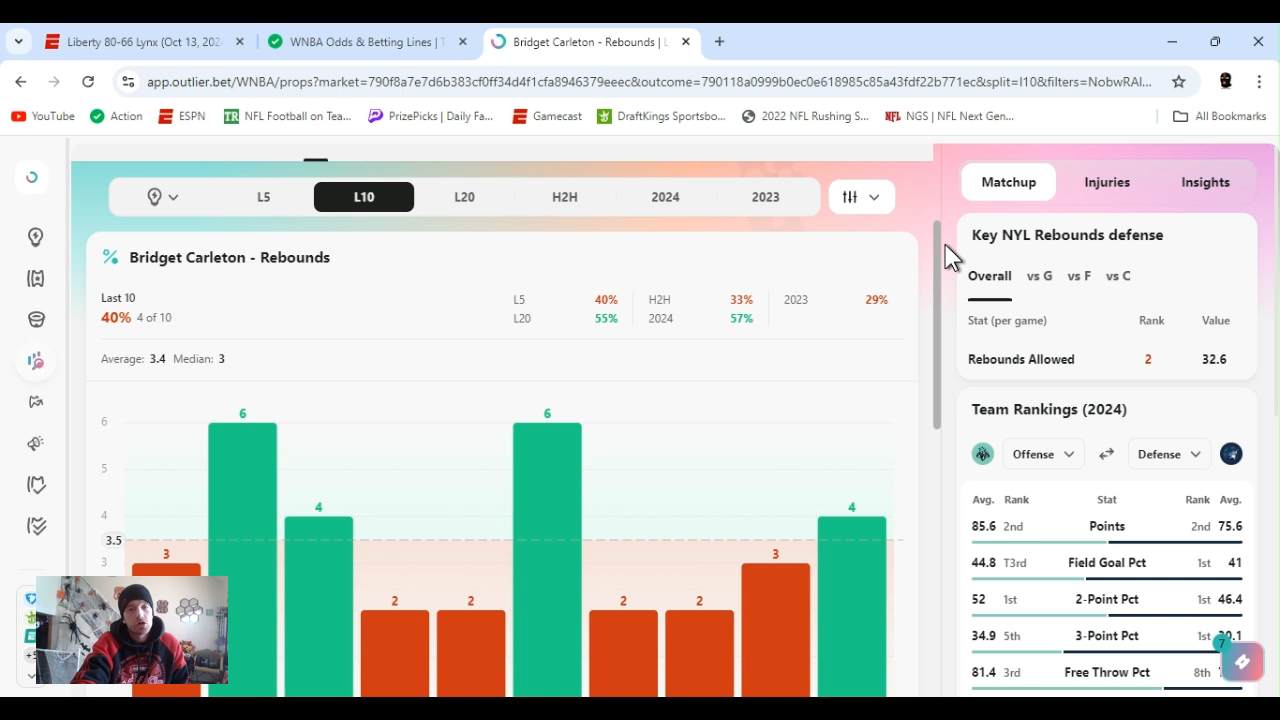 Liberty 80-66 Lynx (Oct 13, 202
WNBA Odds & Betting Lines | T
Bridget Carleton - Rebounds | L
app.outlier.bet/WNBA/props?market=790f8a7e7d6b383cf0ff34d4f1cfa8946379eeec&outcome=790118a0999b0ec0e618985c85a43fdf22b771ec&split=l10&filters=NobwRAl...
YouTube
Action
ESPN
NFL Football on Tea...
PrizePicks | Daily Fa...
Gamecast
DraftKings Sportsbo...
2022 NFL Rushing S...
NFL NGS | NFL Next Gen...
All Bookmarks
L5
L10
L20
H2H
2024
2023
Bridget Carleton - Rebounds
Last 10
40% 4 of 10
L5 40%
H2H 33%
2023 29%
L20 55%
2024 57%
Average: 3.4 Median: 3
6
5
4
3.5
3
3
6
4
2
2
6
2
2
3
4
Matchup
Injuries
Insights
Key NYL Rebounds defense
Overall vs G vs F vs C
Stat (per game) Rank Value
Rebounds Allowed 2 32.6
Team Rankings (2024)
Offense
Defense
Avg. Rank Stat Rank Avg.
85.6 2nd Points 2nd 75.6
44.8 T3rd Field Goal Pct 1st 41
52 1st 2-Point Pct 1st 46.4
34.9 5th 3-Point Pct 1st
7
81.4 3rd Free Throw Pct 8th